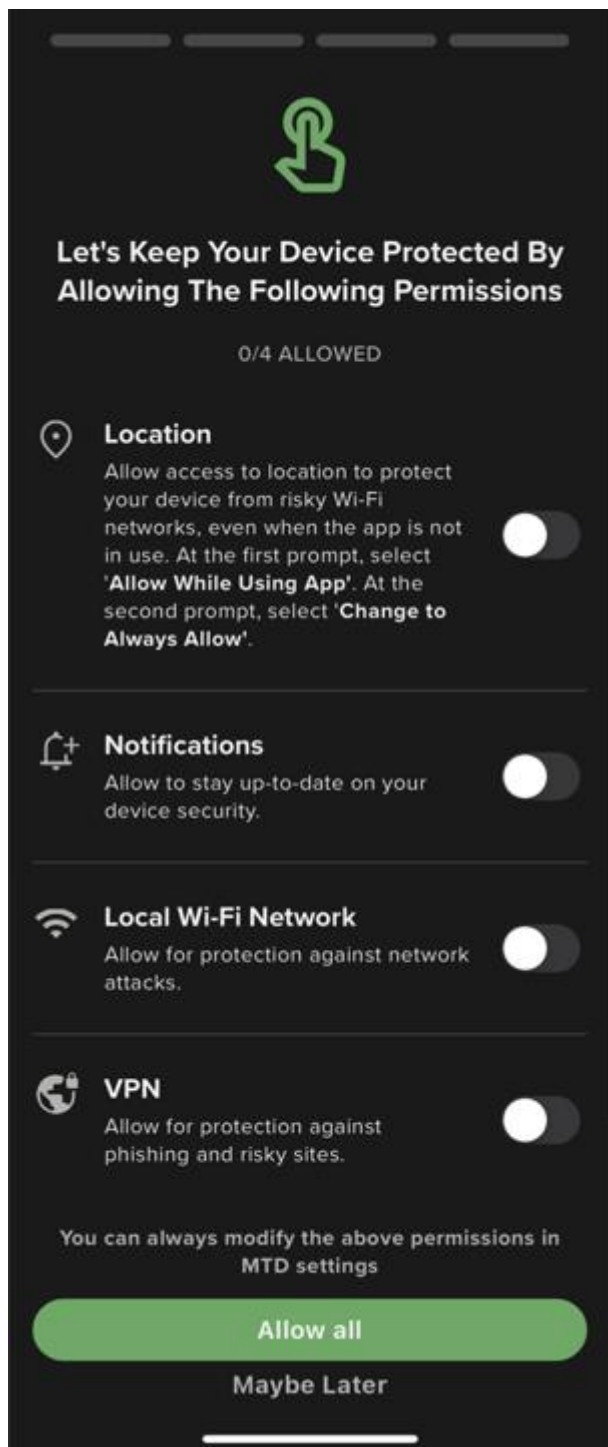 Let's Keep Your Device Protected By
Allowing The Following Permissions
0/4 ALLOWED
Location
Allow access to location to protect
your device from risky Wi-Fi
networks, even when the app is not
in use. At the first prompt, select
'Allow While Using App'. At the
second prompt, select 'Change to
Always Allow'.
Notifications
Allow to stay up-to-date on your
device security.
Local Wi-Fi Network
Allow for protection against network
attacks.
VPN
Allow for protection against
phishing and risky sites.
You can always modify the above permissions in
MTD settings
Allow all
Maybe Later